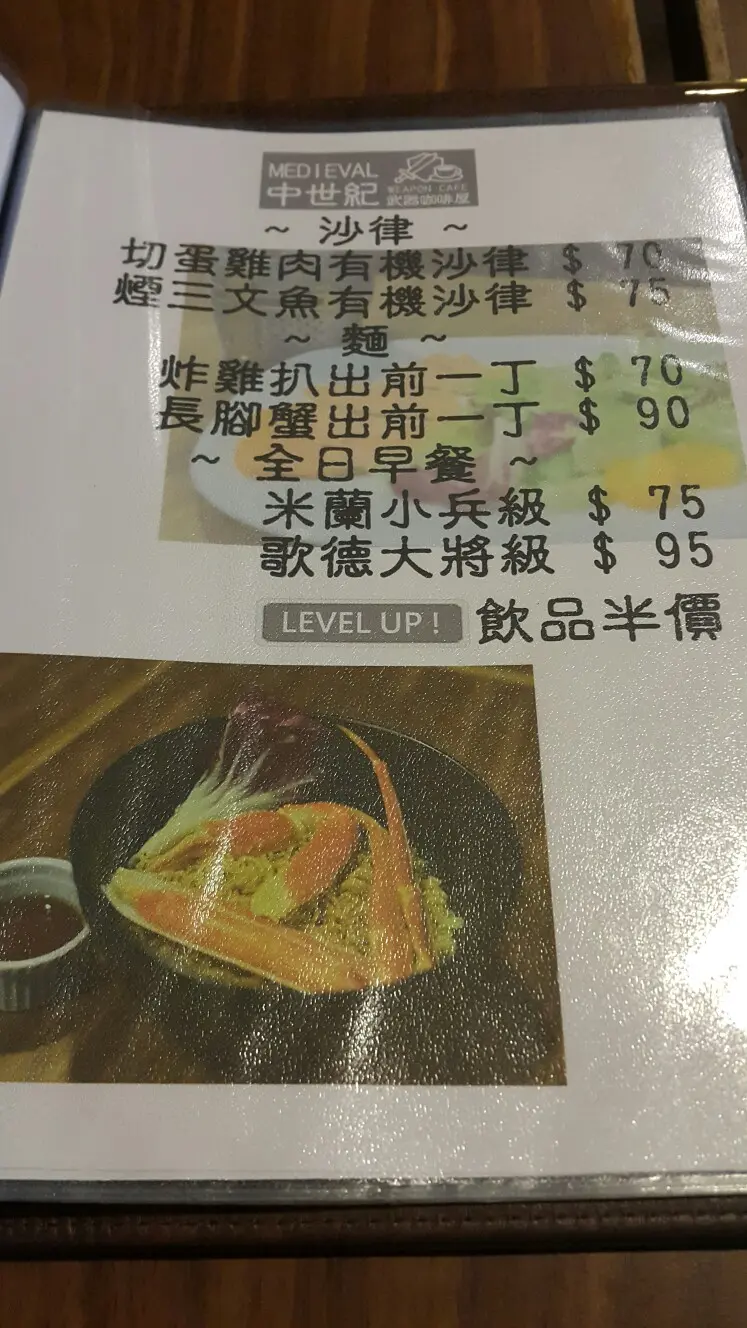 MEDIEVAL
中世紀
WEAPON CAFE
武器咖啡屋
~ 沙律 ~
切蛋雞肉有機沙律 $ 70
煙三文魚有機沙律 $ 75
~ 麵 ~
炸雞扒出前一丁 $ 70
長腳蟹出前一丁 $ 90
~ 全日早餐 ~
米蘭小兵級 $ 75
歌德大將級 $ 95
LEVEL UP! 飲品半價